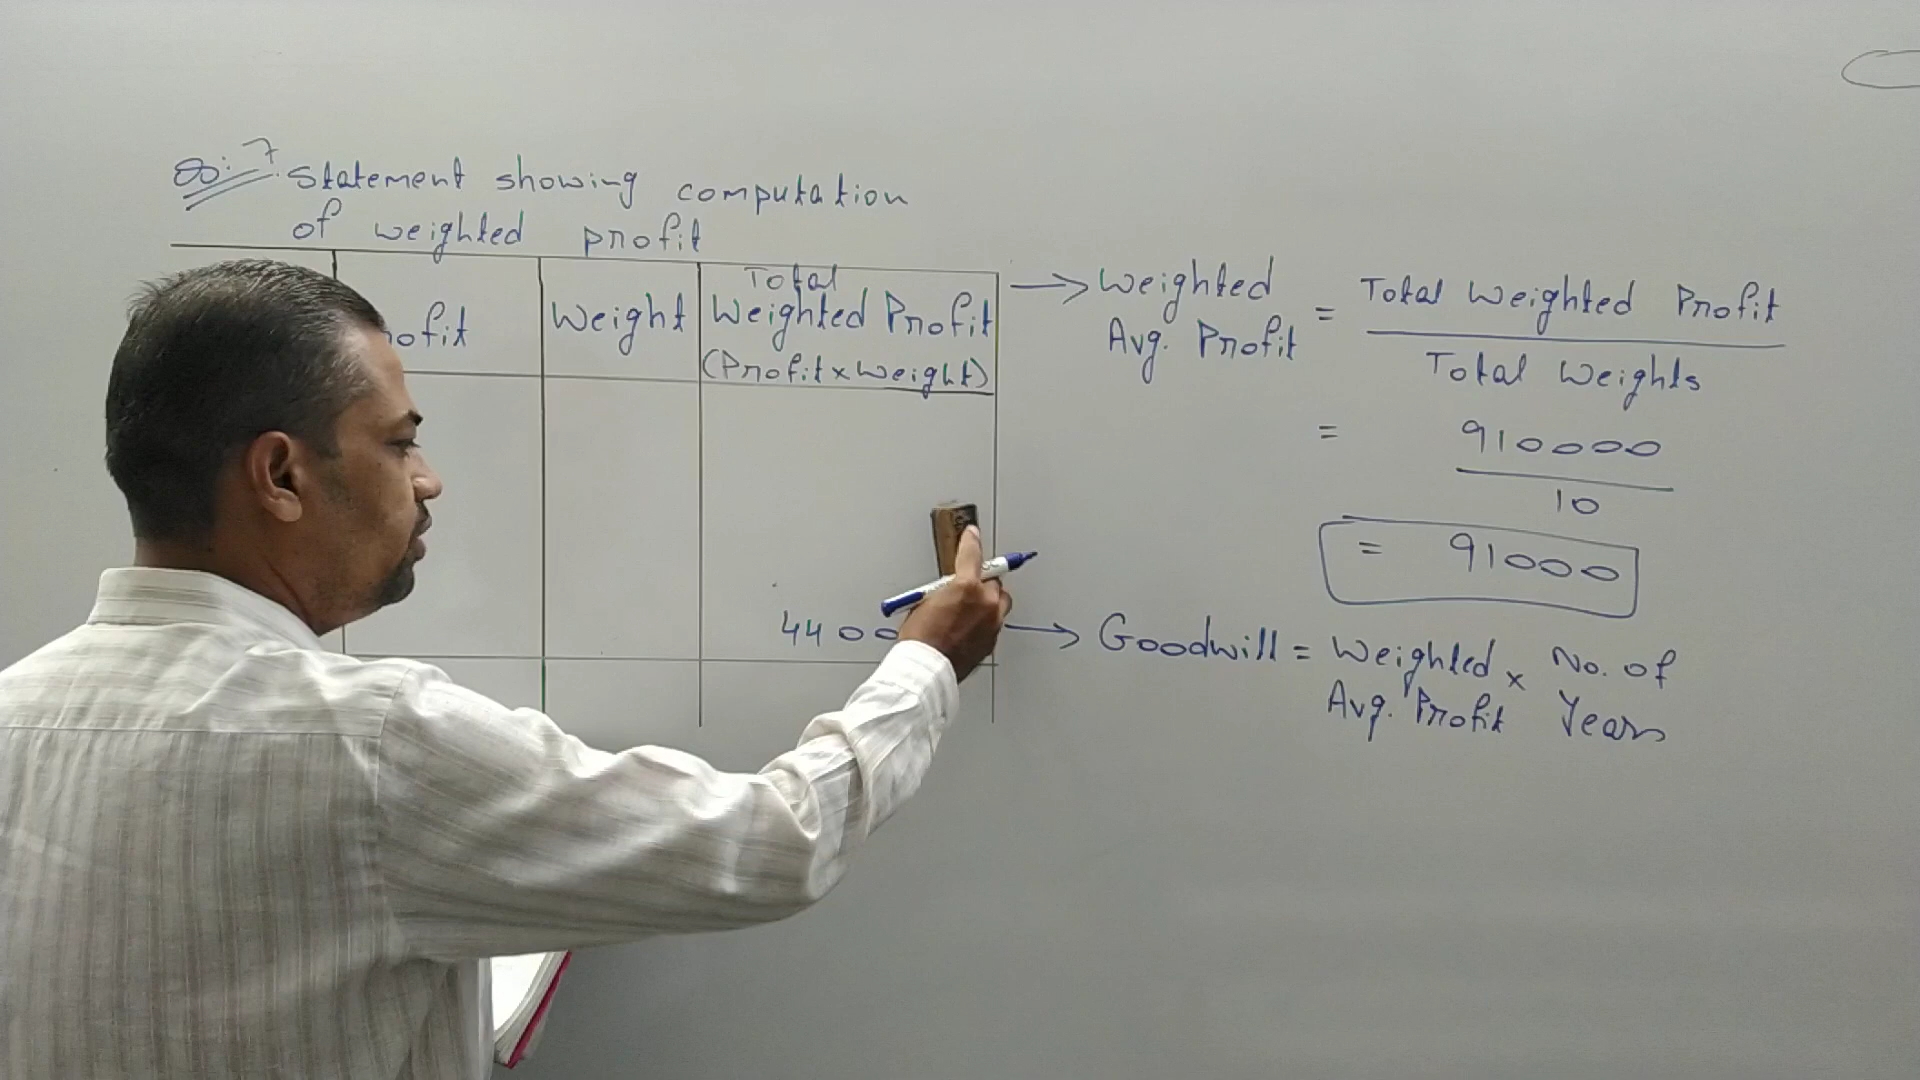 7. Statement showing computation
of weighted profit
ofit
Weight
Total
Weighted Profit
(Profit x Weight)
4400
→ Weighted Avg. Profit = Total Weighted Profit
Total Weights
= 910000
10
= 91000
→ Goodwill = Weighted Avg. Profit x No. of Years